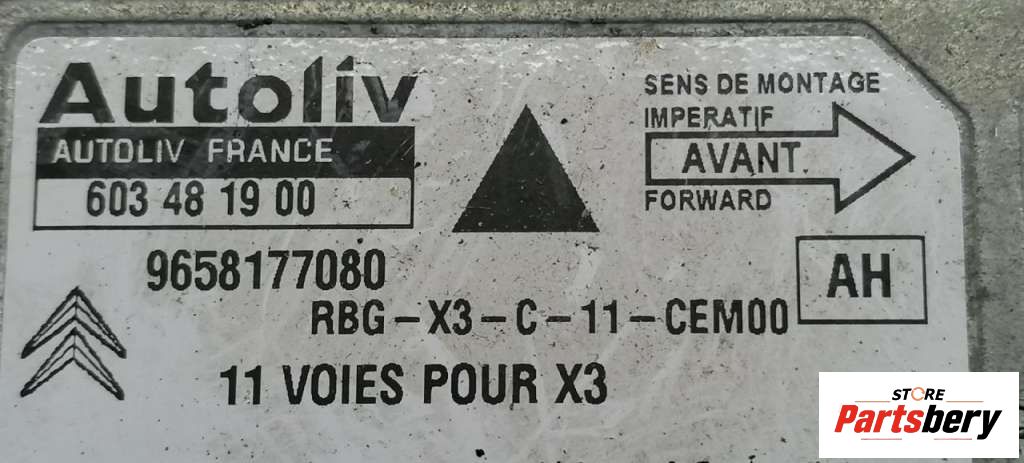 Autoliv
AUTOLIV FRANCE
603 48 19 00
SENS DE MONTAGE
IMPERATIF
AVANT
FORWARD
9658177080
AH
RBG-X3-C-11-CEM00
11 VOIES POUR X3
STORE
Partsbery